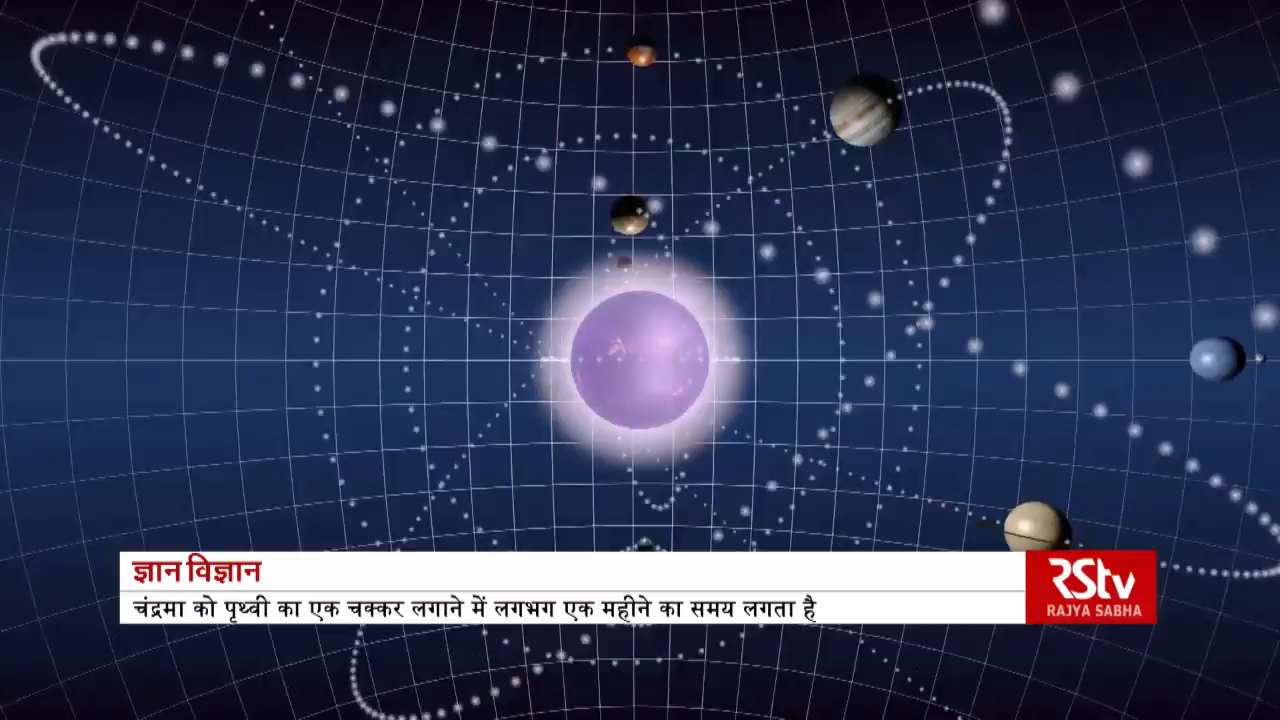 ज्ञान विज्ञान
चंद्रमा को पृथ्वी का एक चक्कर लगाने में लगभग एक महीने का समय लगता है
RStv
RAJYA SABHA